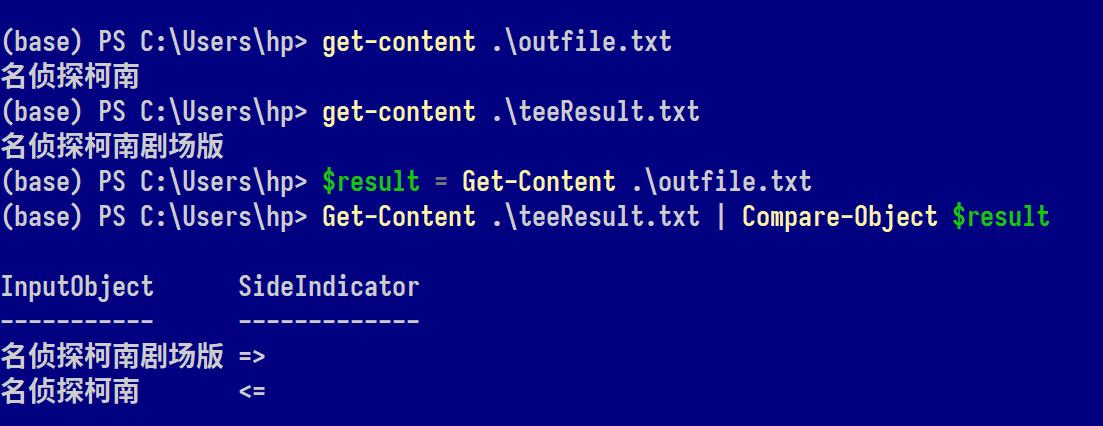 (base) PS C:\Users\hp> get-content .\outfile.txt
名侦探柯南
(base) PS C:\Users\hp> get-content .\teeResult.txt
名侦探柯南剧场版
(base) PS C:\Users\hp> $result = Get-Content .\outfile.txt
(base) PS C:\Users\hp> Get-Content .\teeResult.txt | Compare-Object $result
InputObject      SideIndicator
-----------      -------------
名侦探柯南剧场版 =>
名侦探柯南       <=